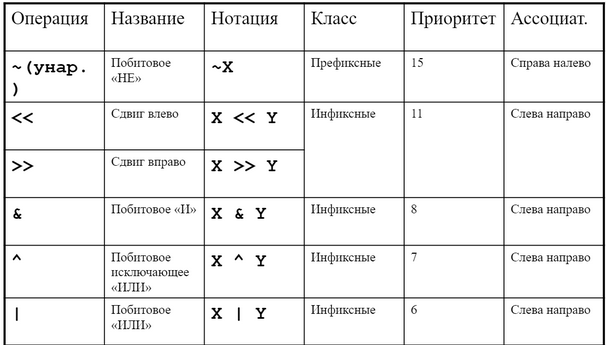 Операция Название Нотация Класс Приоритет Ассоциат.
~(унар. Побитовое ~X Префиксные 15 Справа налево
) «НЕ»
<< Сдвиг влево X << Y Инфиксные 11 Слева направо
>> Сдвиг вправо X >> Y
& Побитовое «И» X & Y Инфиксные 8 Слева направо
^ Побитовое X ^ Y Инфиксные 7 Слева направо
исключающее
«ИЛИ»
| Побитовое X | Y Инфиксные 6 Слева направо
«ИЛИ»